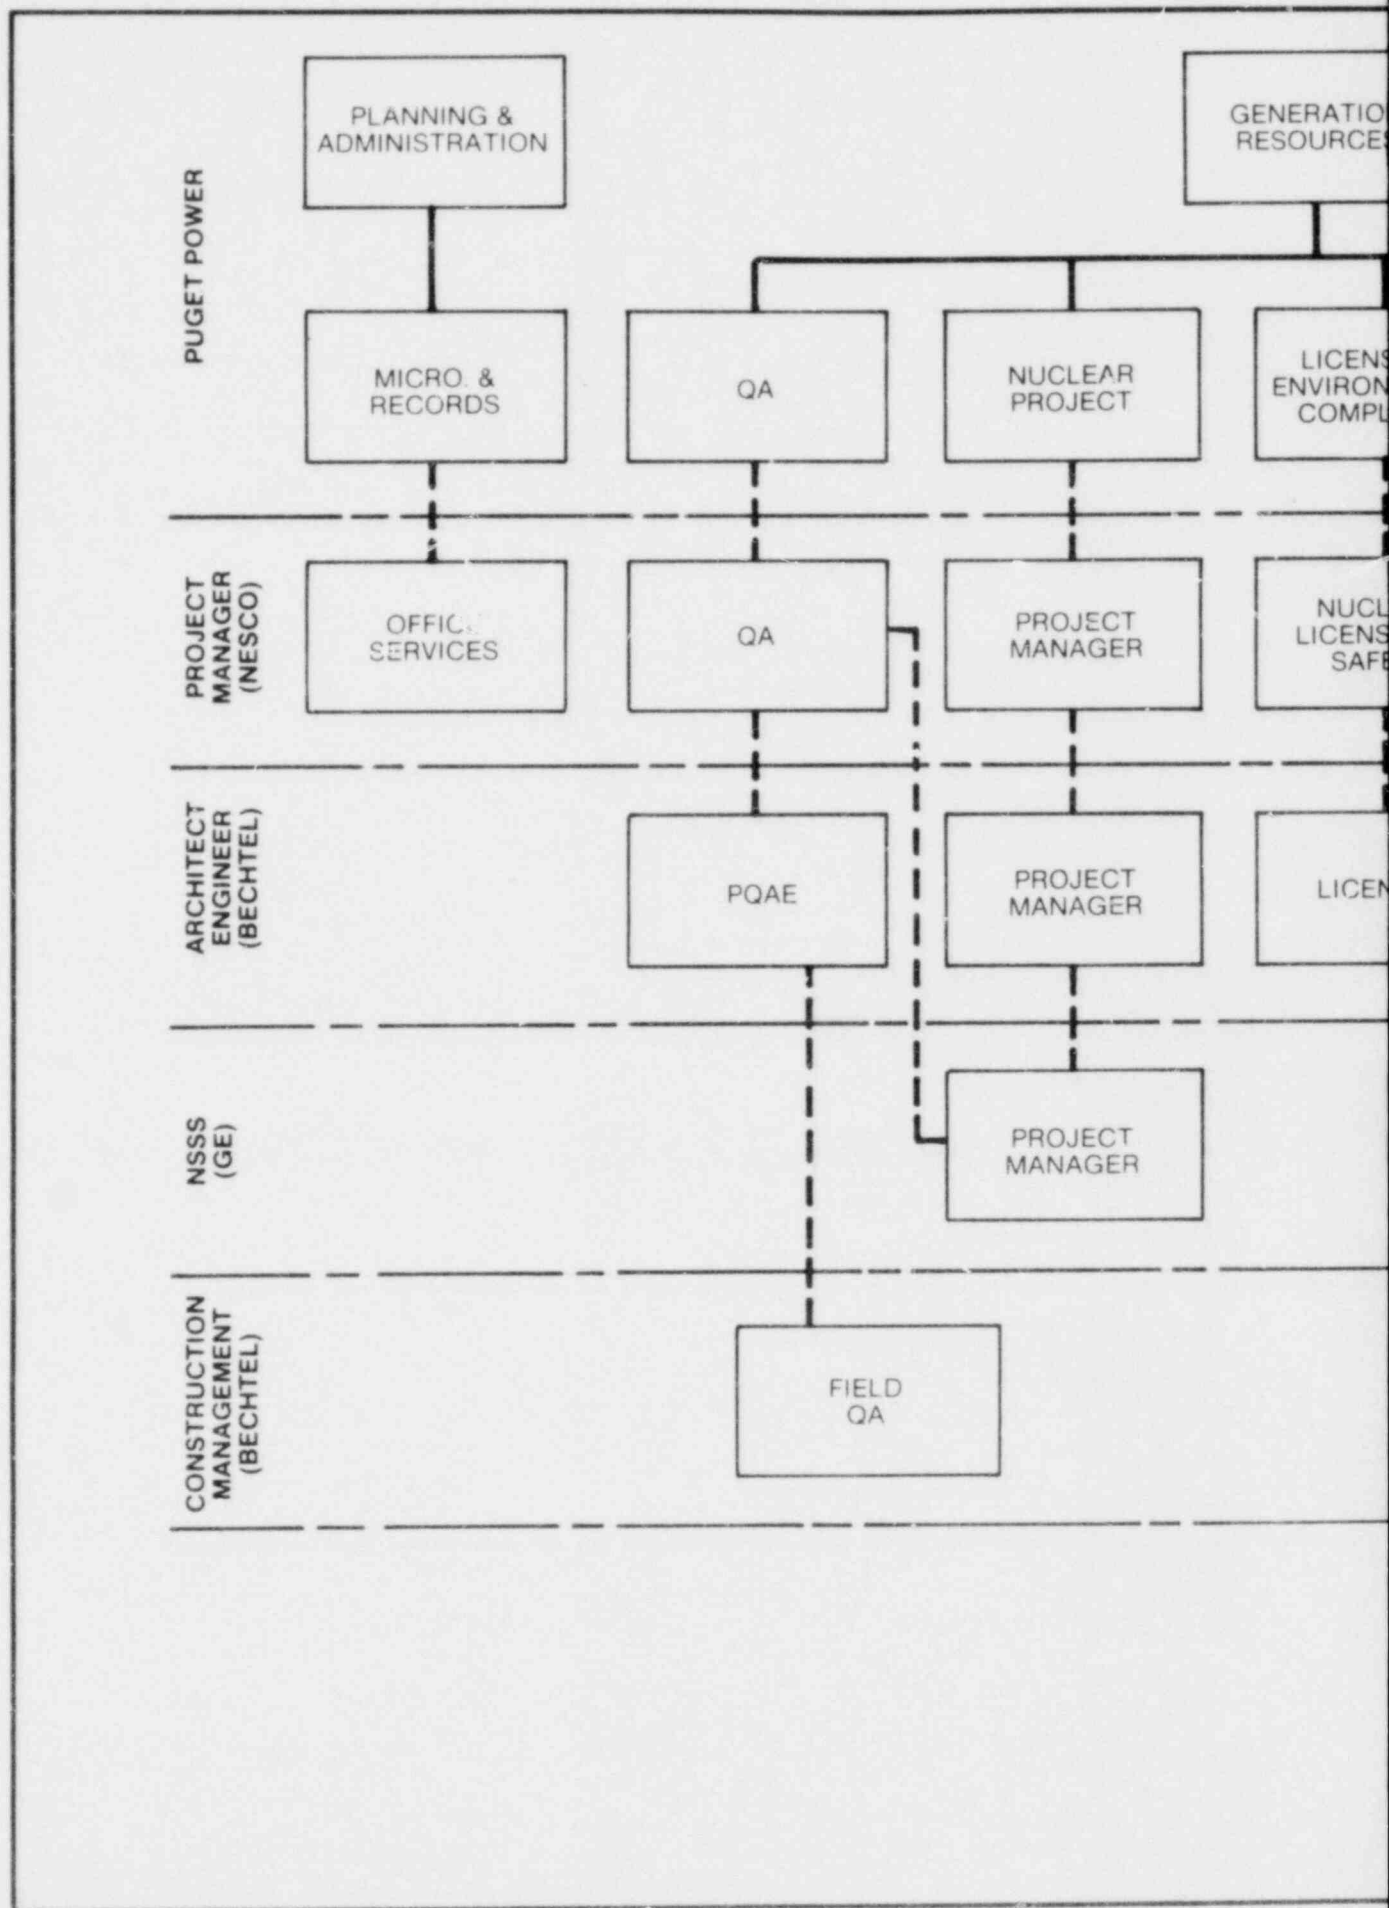 PUGET POWER
PLANNING &
ADMINISTRATION
GENERATIO
RESOURCES
MICRO. &
RECORDS
QA
NUCLEAR
PROJECT
LICENS
ENVIRON
COMPL
PROJECT
MANAGER
(NESCO)
OFFIC
SERVICES
QA
PROJECT
MANAGER
NUCL
LICENS
SAFE
ARCHITECT
ENGINEER
(BECHTEL)
PQAE
PROJECT
MANAGER
LICEN
NSSS
(GE)
PROJECT
MANAGER
CONSTRUCTION
MANAGEMENT
(BECHTEL)
FIELD
QA